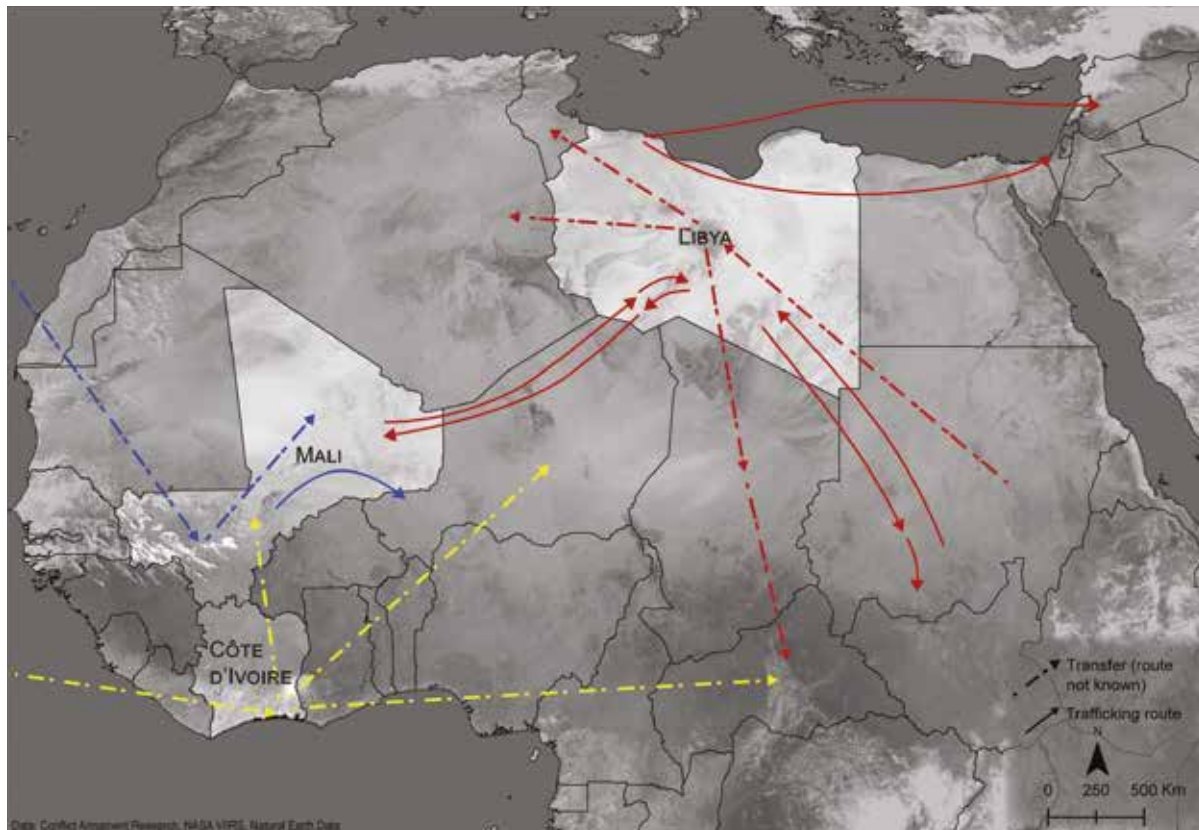 LIBYA
MALI
CÔTE
D'IVOIRE
Transfer (route
not known)
Trafficking route
N
0 250 500 Km
Data: Conflict Armament Research, NASA VIIRS, Natural Earth Data